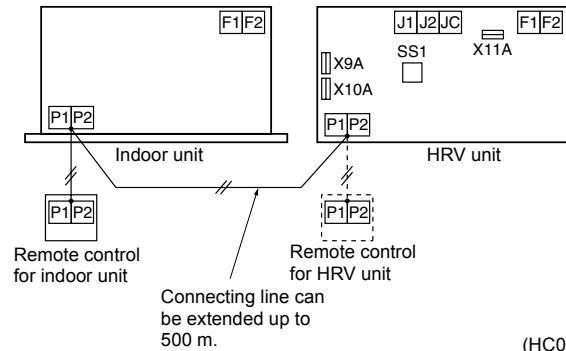 F1 F2
J1 J2 JC
F1 F2
SS1
X11A
X9A
X10A
P1 P2
P1 P2
Indoor unit
HRV unit
P1 P2
P1 P2
Remote control
for indoor unit
Remote control
for HRV unit
Connecting line can
be extended up to
500 m.
(HC0